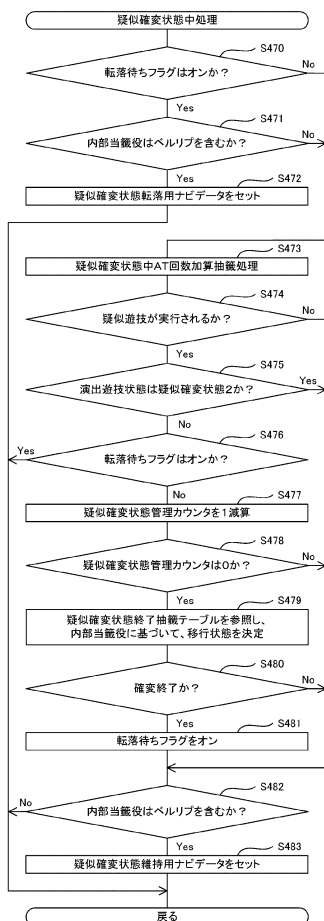 疑似確変状態中処理
S470
転落待ちフラグはオンか?
No
Yes
S471
内部当籤役はベルリプを含むか?
No
Yes
S472
疑似確変状態転落用ナビデータをセット
S473
疑似確変状態中AT回数加算抽籤処理
S474
疑似遊技が実行されるか?
No
Yes
S475
演出遊技状態は疑似確変状態2か?
Yes
No
S476
Yes
転落待ちフラグはオンか?
No
S477
疑似確変状態管理カウンタを1減算
S478
疑似確変状態管理カウンタは0か?
No
Yes
S479
疑似確変状態終了抽籤テーブルを参照し、
内部当籤役に基づいて、移行状態を決定
S480
確変終了か?
No
Yes
S481
転落待ちフラグをオン
S482
No
内部当籤役はベルリプを含むか?
Yes
S483
疑似確変状態維持用ナビデータをセット
戻る